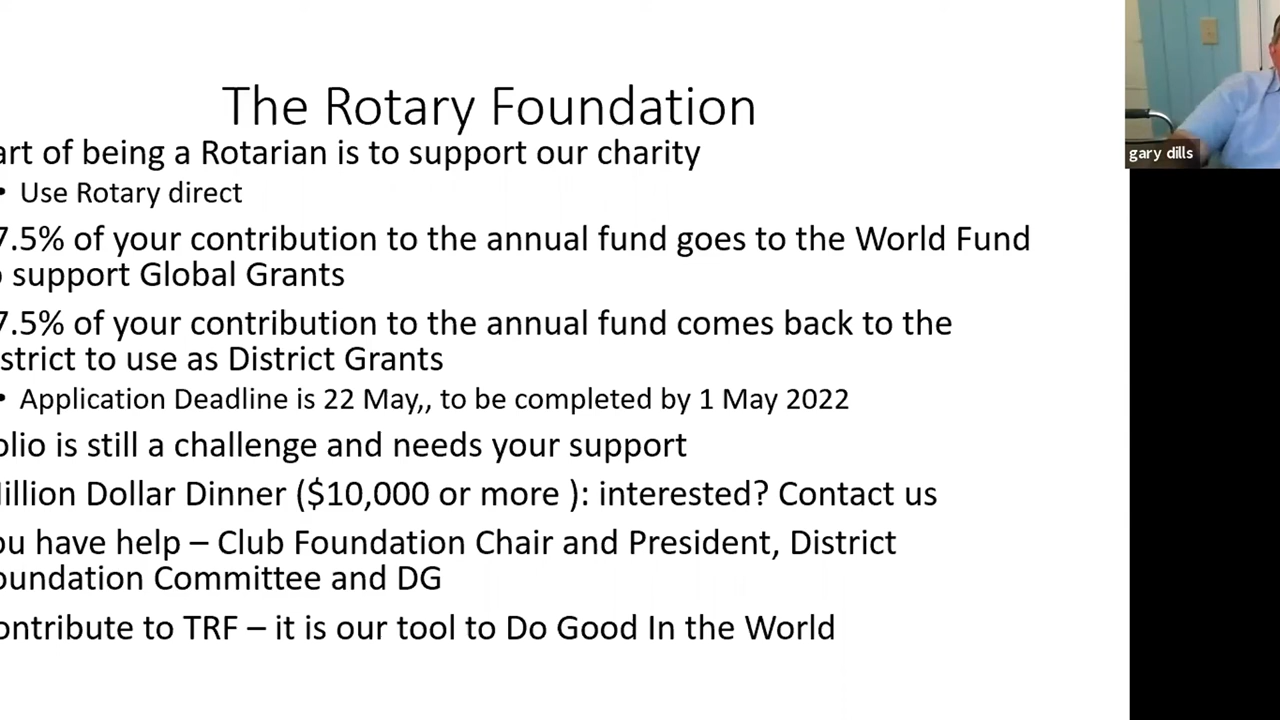 The Rotary Foundation
art of being a Rotarian is to support our charity
• Use Rotary direct
7.5% of your contribution to the annual fund goes to the World Fund
o support Global Grants
7.5% of your contribution to the annual fund comes back to the
istrict to use as District Grants
• Application Deadline is 22 May,, to be completed by 1 May 2022
olio is still a challenge and needs your support
illion Dollar Dinner ($10,000 or more ): interested? Contact us
ou have help – Club Foundation Chair and President, District
oundation Committee and DG
ontribute to TRF – it is our tool to Do Good In the World
gary dills